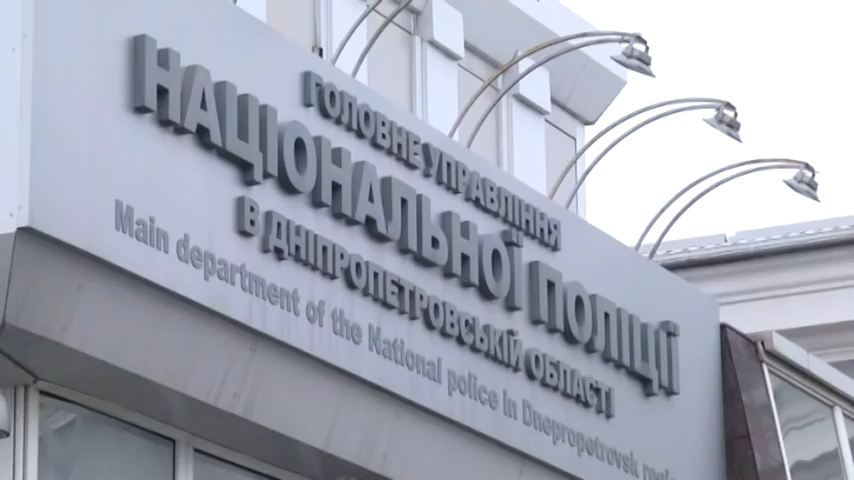 ГОЛОВНЕ УПРАВЛІННЯ
НАЦІОНАЛЬНОЇ ПОЛІЦІЇ
В ДНІПРОПЕТРОВСЬКІЙ ОБЛАСТІ
Main department of the National police in Dnepropetrovsk